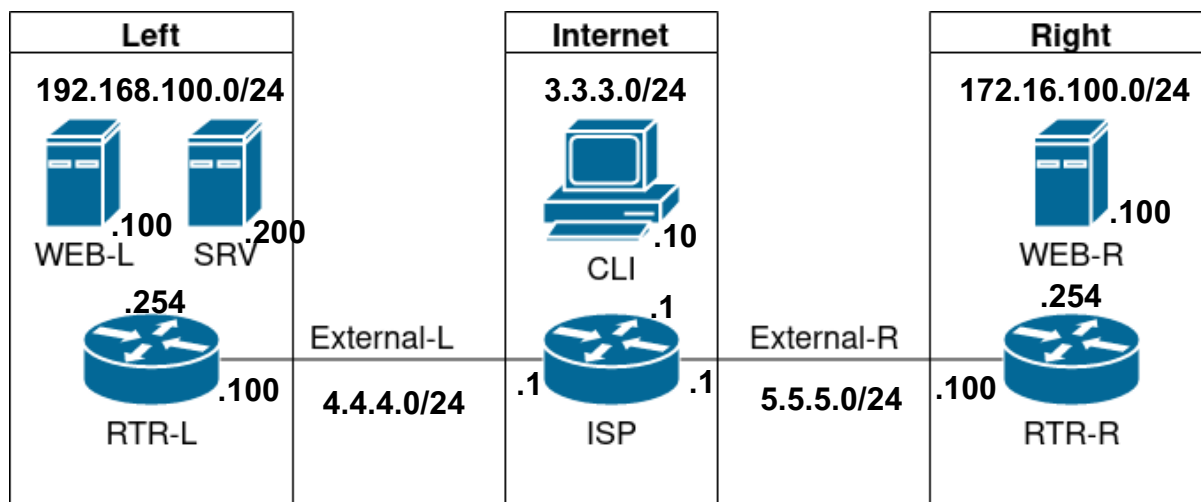 Left
Internet
Right
192.168.100.0/24
3.3.3.0/24
172.16.100.0/24
.100
.200
.10
.100
WEB-L
SRV
CLI
WEB-R
.254
.1
.254
External-L
External-R
.100
4.4.4.0/24
.1
.1
5.5.5.0/24
.100
RTR-L
ISP
RTR-R